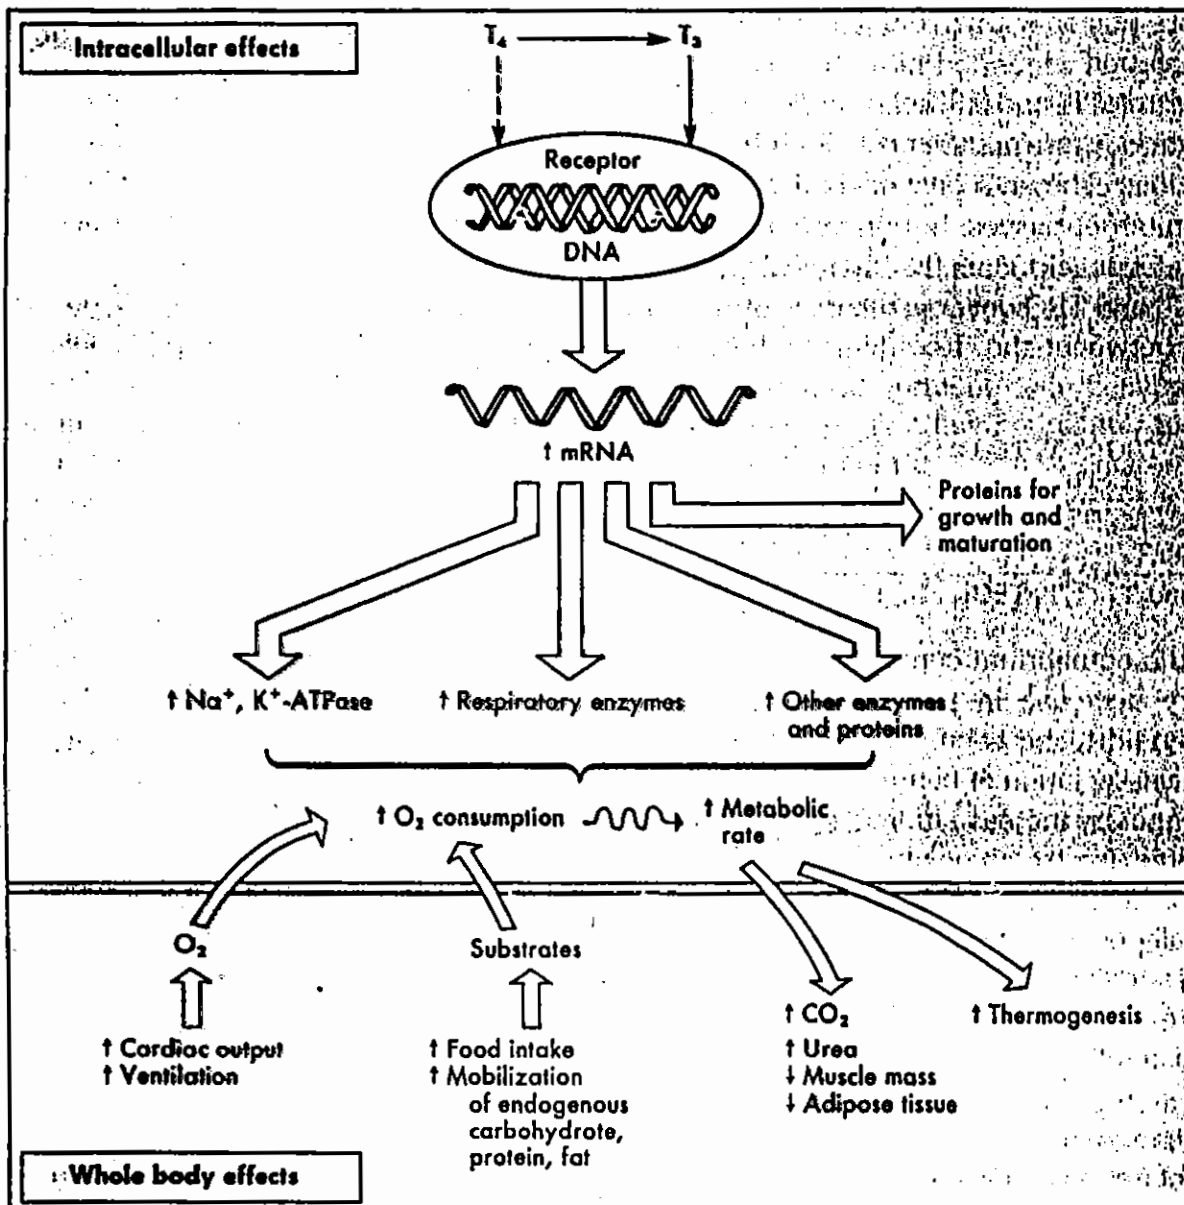 Intracellular effects
T₄ T₃
Receptor
DNA
↑ mRNA
Proteins for
growth and
maturation
↑ Na⁺, K⁺-ATPase
↑ Respiratory enzymes
↑ Other enzymes
and proteins
↑ O₂ consumption
↑ Metabolic
rate
O₂
↑ Cardiac output
↑ Ventilation
Substrates
↑ Food intake
↑ Mobilization
of endogenous
carbohydrate,
protein, fat
↑ CO₂
↑ Urea
↓ Muscle mass
↓ Adipose tissue
↑ Thermogenesis
Whole body effects